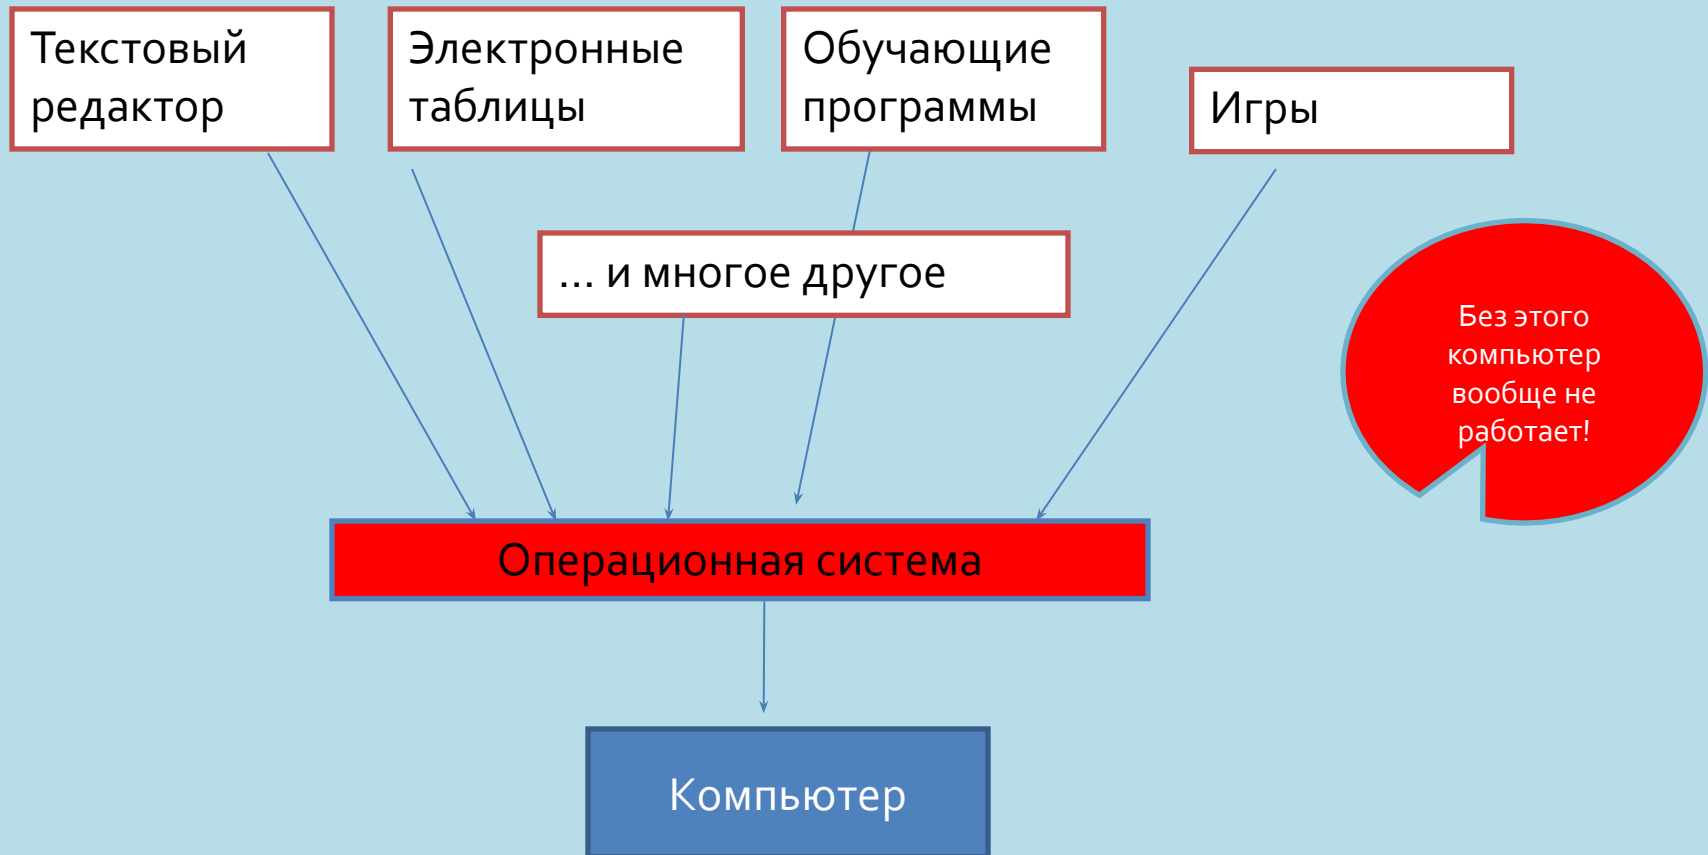 Текстовый
редактор
Электронные
таблицы
Обучающие
программы
Игры
... и многое другое
Без этого
компьютер
вообще не
работает!
Операционная система
Компьютер